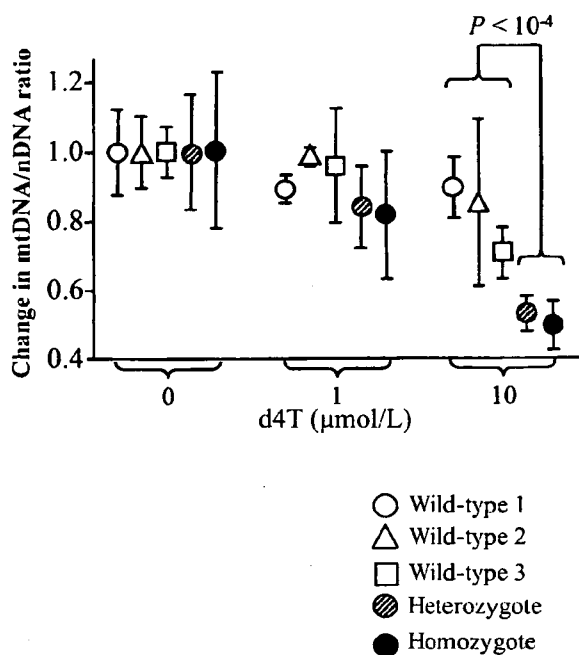 P < 10-4
1.2
1.0
0.8
0.6
0.4
Change in mtDNA/nDNA ratio
0
1
10
d4T (μmol/L)
Wild-type 1
Wild-type 2
Wild-type 3
Heterozygote
Homozygote